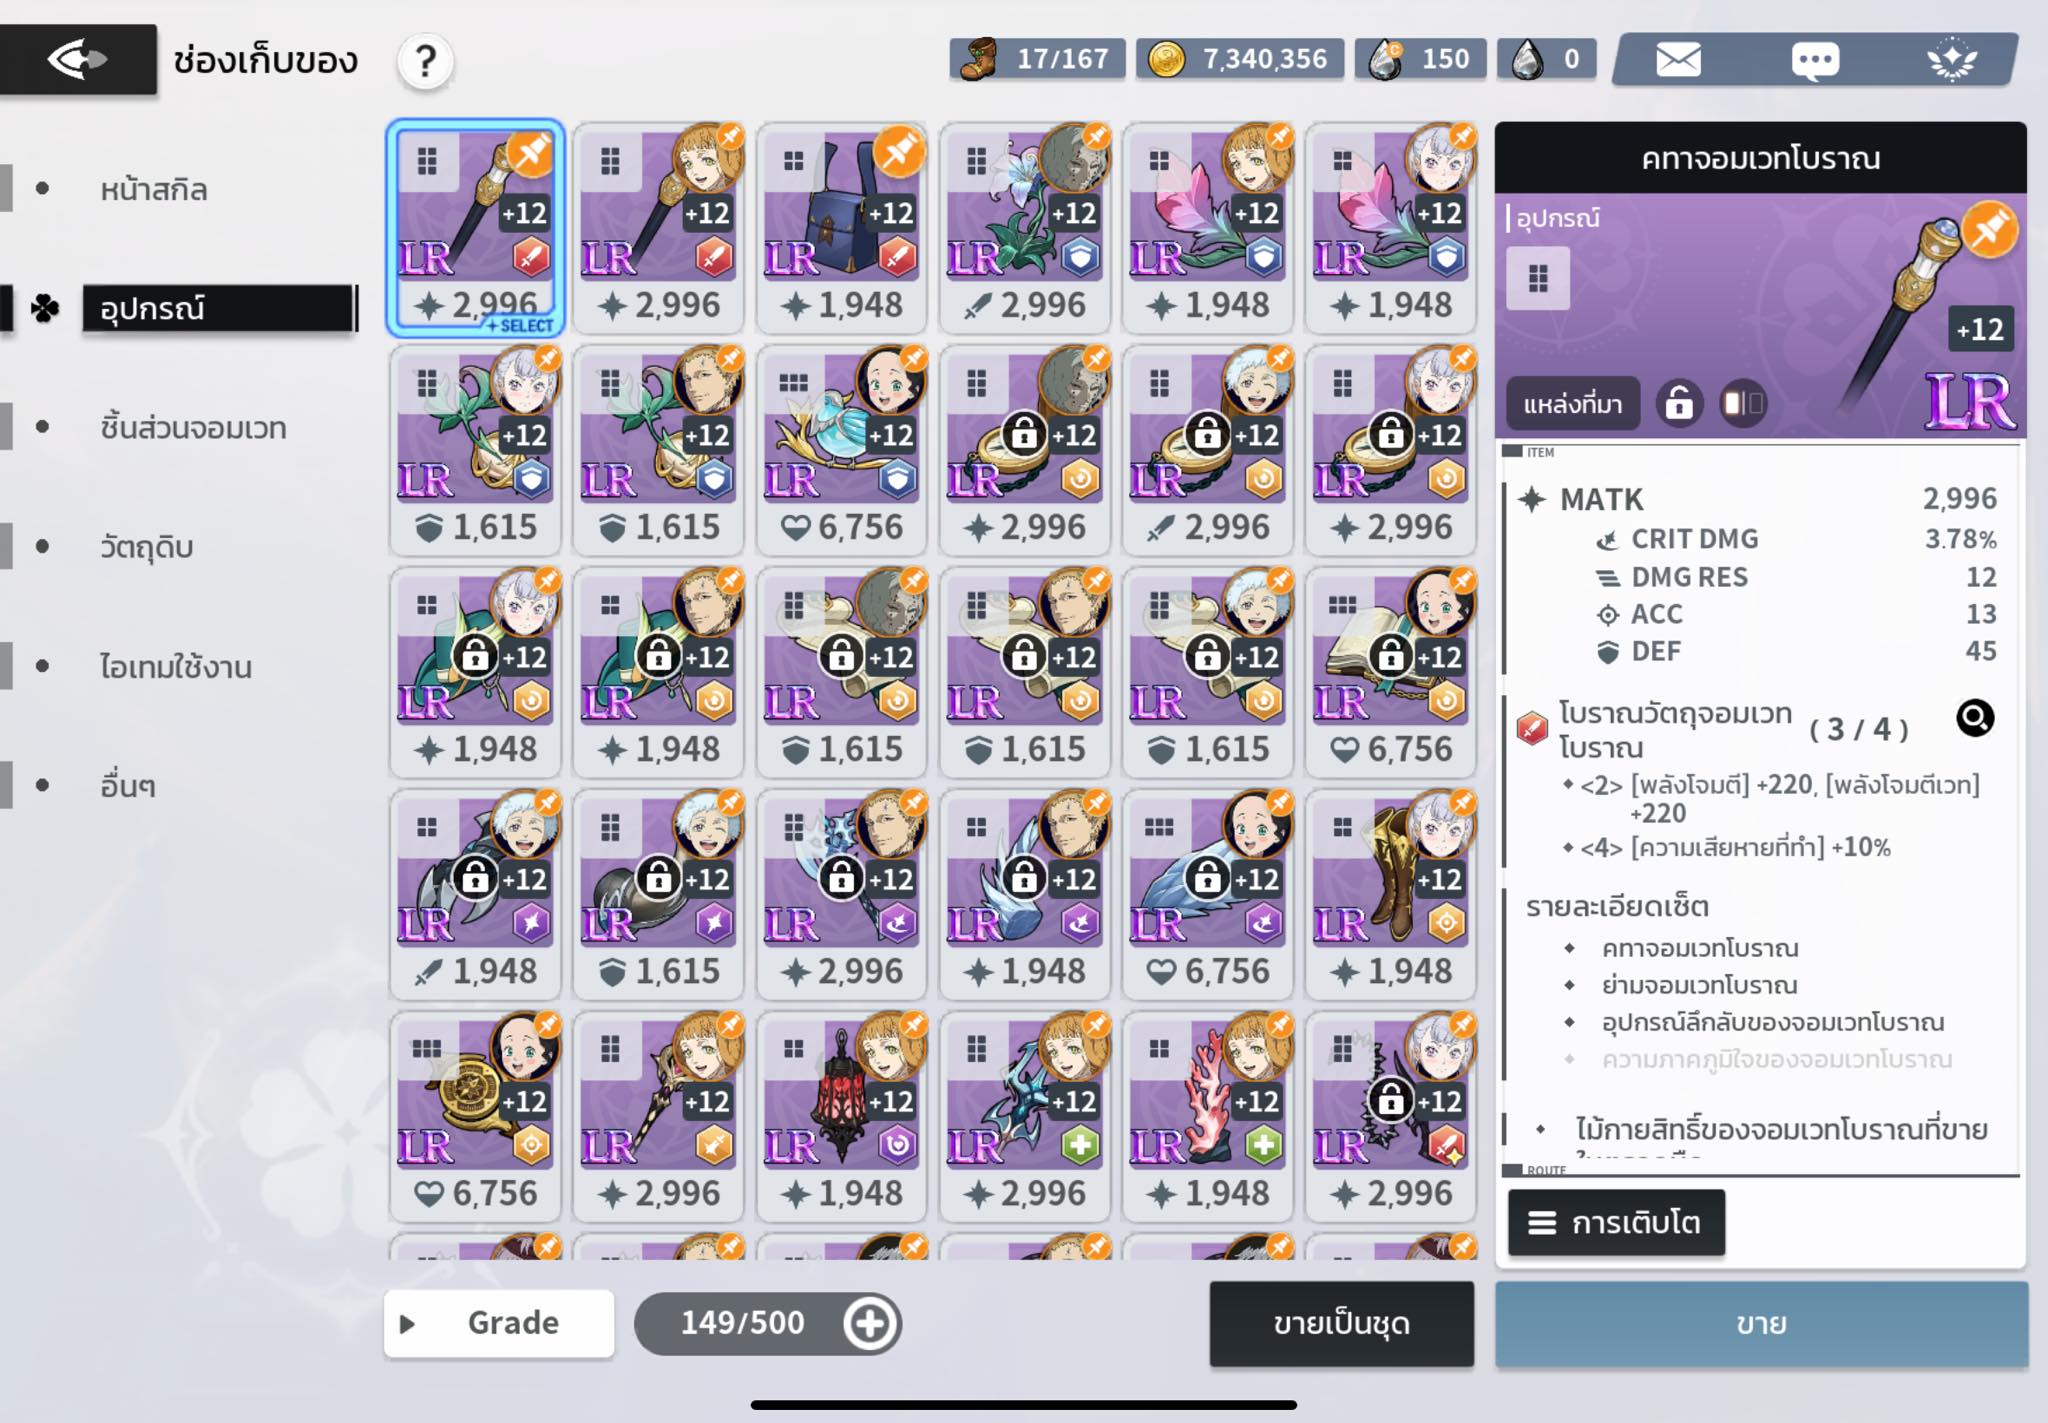 ช่องเก็บของ
?
17/167
7,340,356
150
0
หน้าสกิล
อุปกรณ์
ชิ้นส่วนจอมเวท
วัตถุดิบ
ไอเทมใช้งาน
อื่นๆ
+12 LR 2,996 SELECT
+12 LR 2,996
+12 LR 1,948
+12 LR 2,996
+12 LR 1,948
+12 LR 1,948
+12 LR 1,615
+12 LR 1,615
+12 LR 6,756
+12 LR 2,996
+12 LR 2,996
+12 LR 2,996
+12 LR 1,948
+12 LR 1,948
+12 LR 1,615
+12 LR 1,615
+12 LR 1,615
+12 LR 6,756
+12 LR 1,948
+12 LR 1,615
+12 LR 2,996
+12 LR 1,948
+12 LR 6,756
+12 LR 1,948
+12 LR 6,756
+12 LR 2,996
+12 LR 1,948
+12 LR 2,996
+12 LR 1,948
+12 LR 2,996
Grade
149/500
ขายเป็นชุด
คทาจอมเวทโบราณ
อุปกรณ์
+12
แหล่งที่มา
LR
ITEM
MATK 2,996
CRIT DMG 3.78%
DMG RES 12
ACC 13
DEF 45
โบราณวัตถุจอมเวท
โบราณ
( 3 / 4 )
<2> [พลังโจมตี] +220, [พลังโจมตีเวท]
+220
<4> [ความเสียหายที่ทำ] +10%
รายละเอียดเซ็ต
คทาจอมเวทโบราณ
ย่ามจอมเวทโบราณ
อุปกรณ์ลึกลับของจอมเวทโบราณ
ความภาคภูมิใจของจอมเวทโบราณ
ไม้กายสิทธิ์ของจอมเวทโบราณที่ขาย
ROUTE
การเติบโต
ขาย